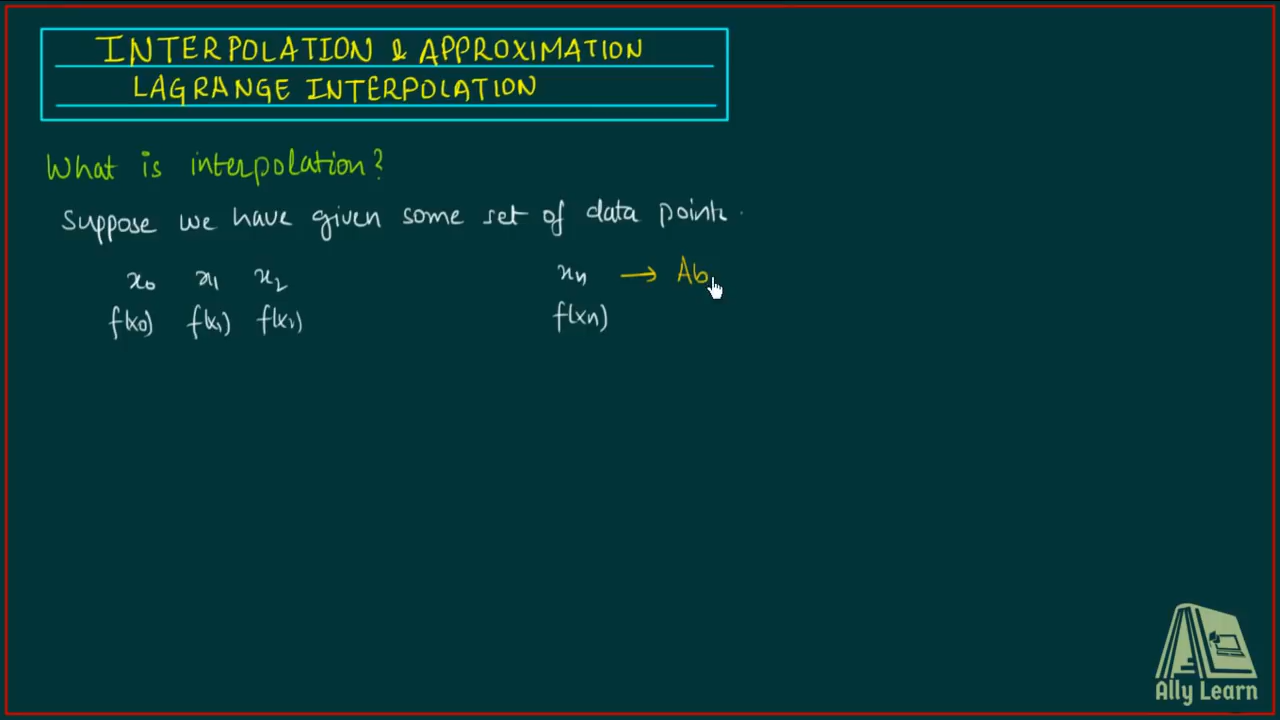 INTERPOLATION & APPROXIMATION
LAGRANGE INTERPOLATION
What is interpolation?
Suppose we have given some set of data points.
x₀ x₁ x₂ xₙ → Ab
f(x₀) f(x₁) f(x₂) f(xn)
Ally Learn